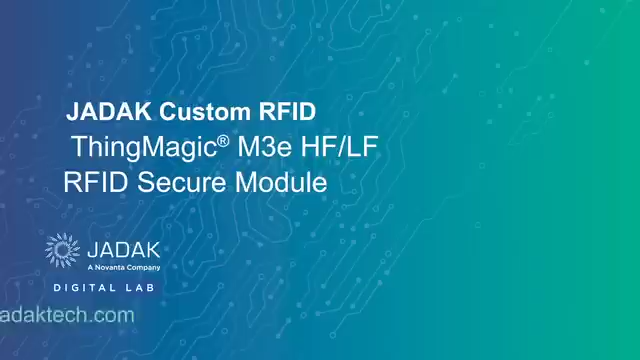 JADAK Custom RFID
ThingMagic® M3e HF/LF
RFID Secure Module
JADAK
A Novanta Company
DIGITAL LAB
adaktech.com